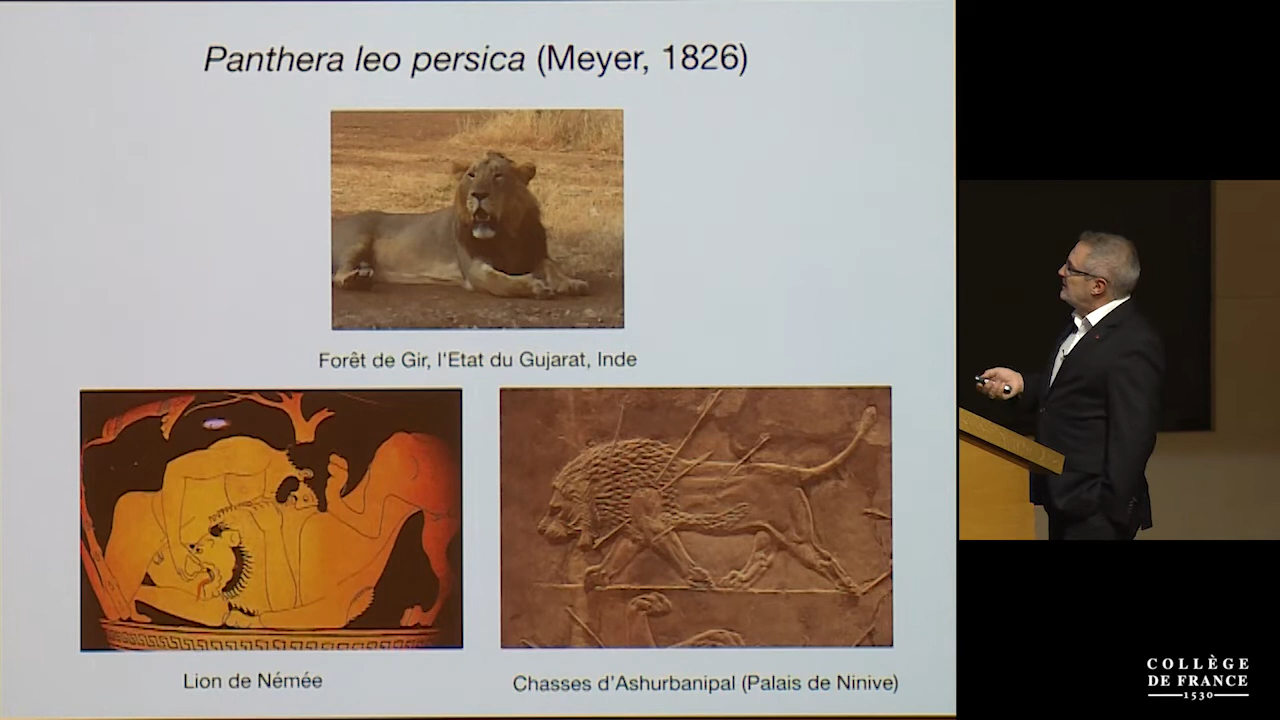 Panthera leo persica (Meyer, 1826)
Forêt de Gir, l'Etat du Gujarat, Inde
Lion de Némée
Chasses d'Ashurbanipal (Palais de Ninive)
COLLÈGE
DE FRANCE
1530